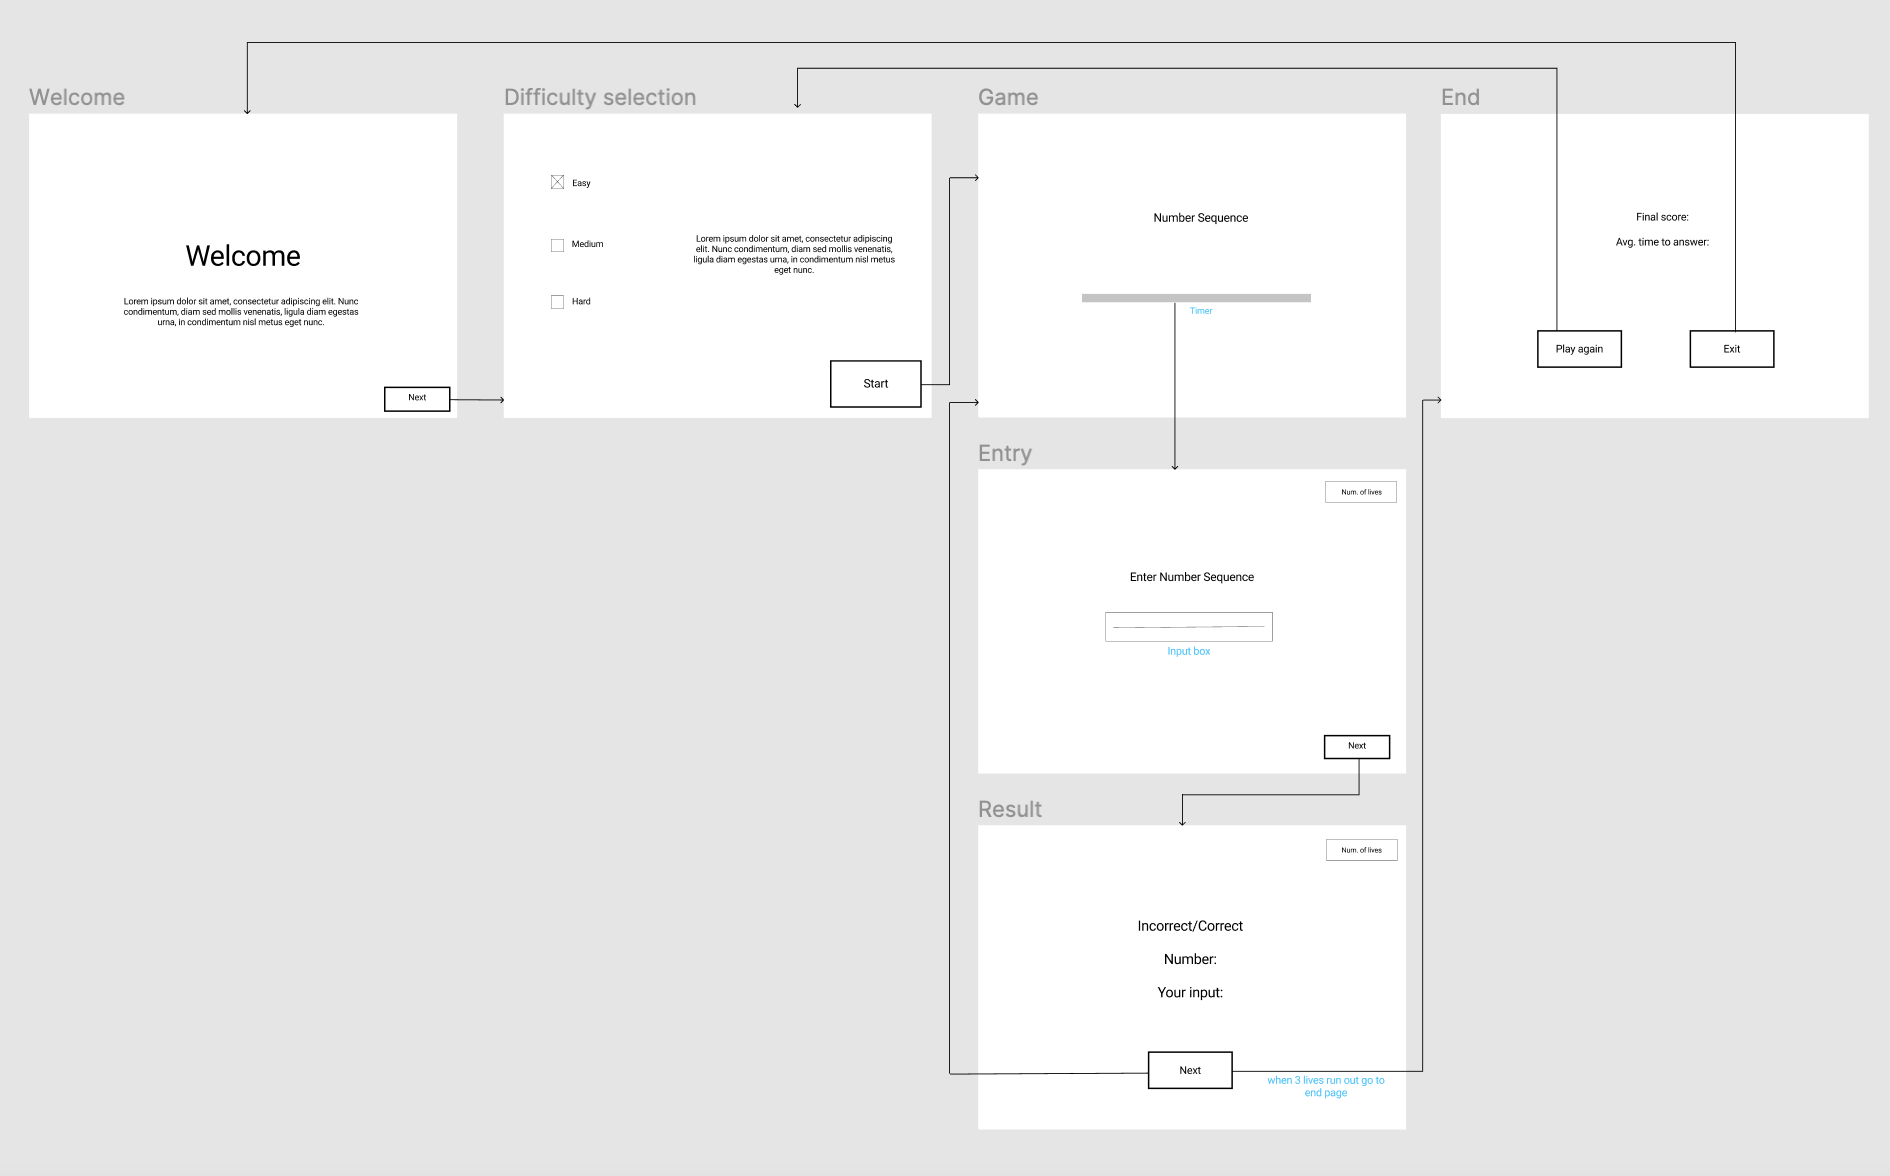 Welcome
Welcome
Lorem ipsum dolor sit amet, consectetur adipiscing elit. Nunc
condimentum, diam sed mollis venenatis, ligula diam egestas
urna, in condimentum nisl metus eget nunc.
Next
Difficulty selection
Easy
Medium
Hard
Lorem ipsum dolor sit amet, consectetur adipiscing
elit. Nunc condimentum, diam sed mollis venenatis,
ligula diam egestas urna, in condimentum nisl metus
eget nunc.
Start
Game
Number Sequence
Timer
End
Final score:
Avg. time to answer:
Play again
Exit
Entry
Num. of lives
Enter Number Sequence
Input box
Next
Result
Num. of lives
Incorrect/Correct
Number:
Your input:
Next
when 3 lives run out go to
end page